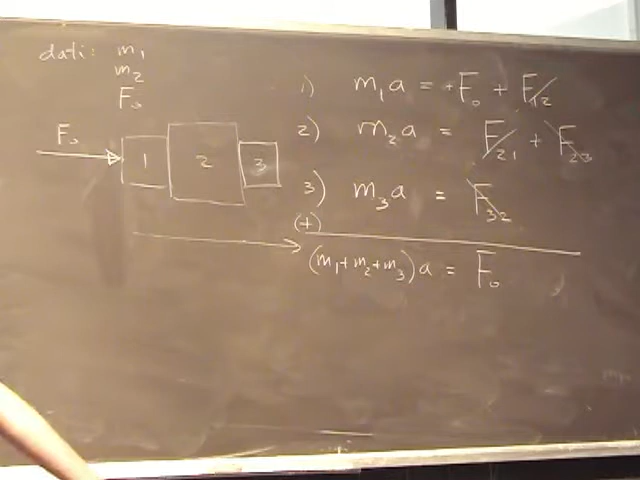 dati: m₁
m₂
F₀
F₀
1 2 3
1) m₁a = +F₀ + F₁₂
2) m₂a = F₂₁ + F₂₃
3) m₃a = F₃₂
(+)
(m₁+m₂+m₃)a = F₀